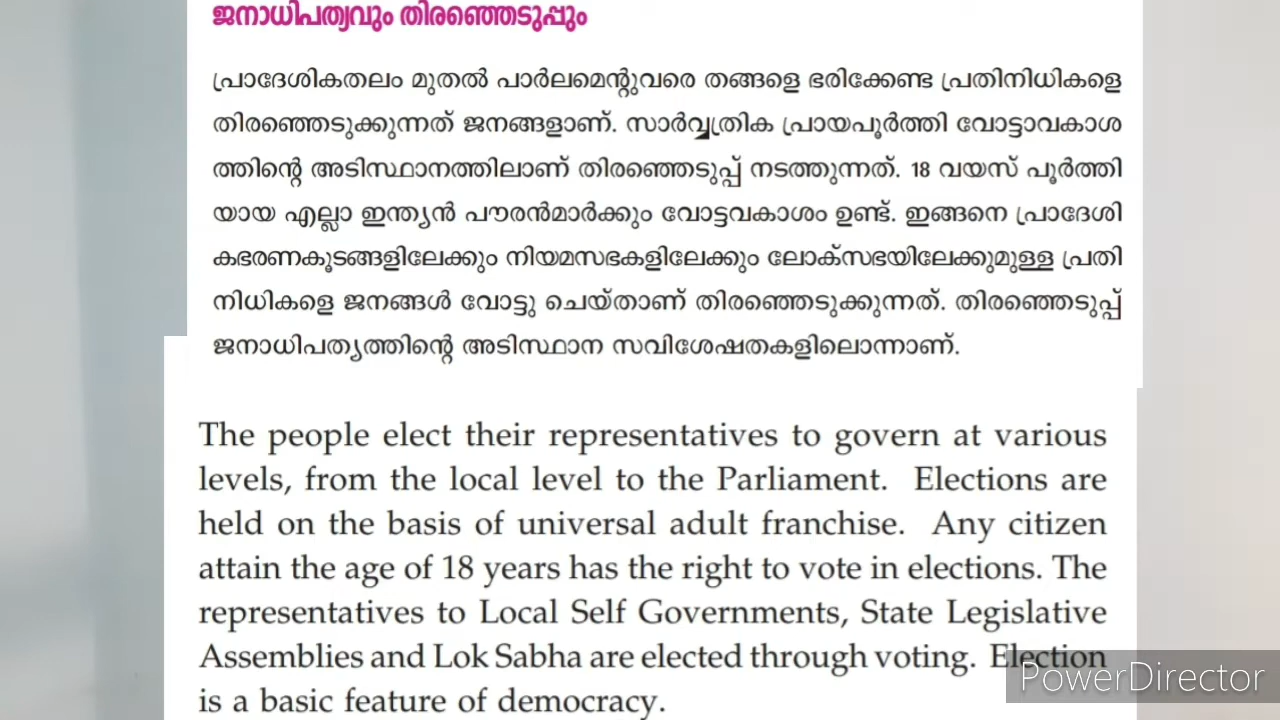 ജനാധിപത്യവും തിരഞ്ഞെടുപ്പും
പ്രാദേശികതലം മുതൽ പാർലമെന്റുവരെ തങ്ങളെ ഭരിക്കേണ്ട പ്രതിനിധികളെ
തിരഞ്ഞെടുക്കുന്നത് ജനങ്ങളാണ്. സാർവ്വത്രിക പ്രായപൂർത്തി വോട്ടാവകാശ
ത്തിന്റെ അടിസ്ഥാനത്തിലാണ് തിരഞ്ഞെടുപ്പ് നടത്തുന്നത്. 18 വയസ് പൂർത്തി
യായ എല്ലാ ഇന്ത്യൻ പൗരൻമാർക്കും വോട്ടവകാശം ഉണ്ട്. ഇങ്ങനെ പ്രാദേശി
കഭരണകൂടങ്ങളിലേക്കും നിയമസഭകളിലേക്കും ലോക്സഭയിലേക്കുമുള്ള പ്രതി
നിധികളെ ജനങ്ങൾ വോട്ടു ചെയ്താണ് തിരഞ്ഞെടുക്കുന്നത്. തിരഞ്ഞെടുപ്പ്
ജനാധിപത്യത്തിന്റെ അടിസ്ഥാന സവിശേഷതകളിലൊന്നാണ്.
The people elect their representatives to govern at various
levels, from the local level to the Parliament. Elections are
held on the basis of universal adult franchise. Any citizen
attain the age of 18 years has the right to vote in elections. The
representatives to Local Self Governments, State Legislative
Assemblies and Lok Sabha are elected through voting. Election
is a basic feature of democracy.
PowerDirector